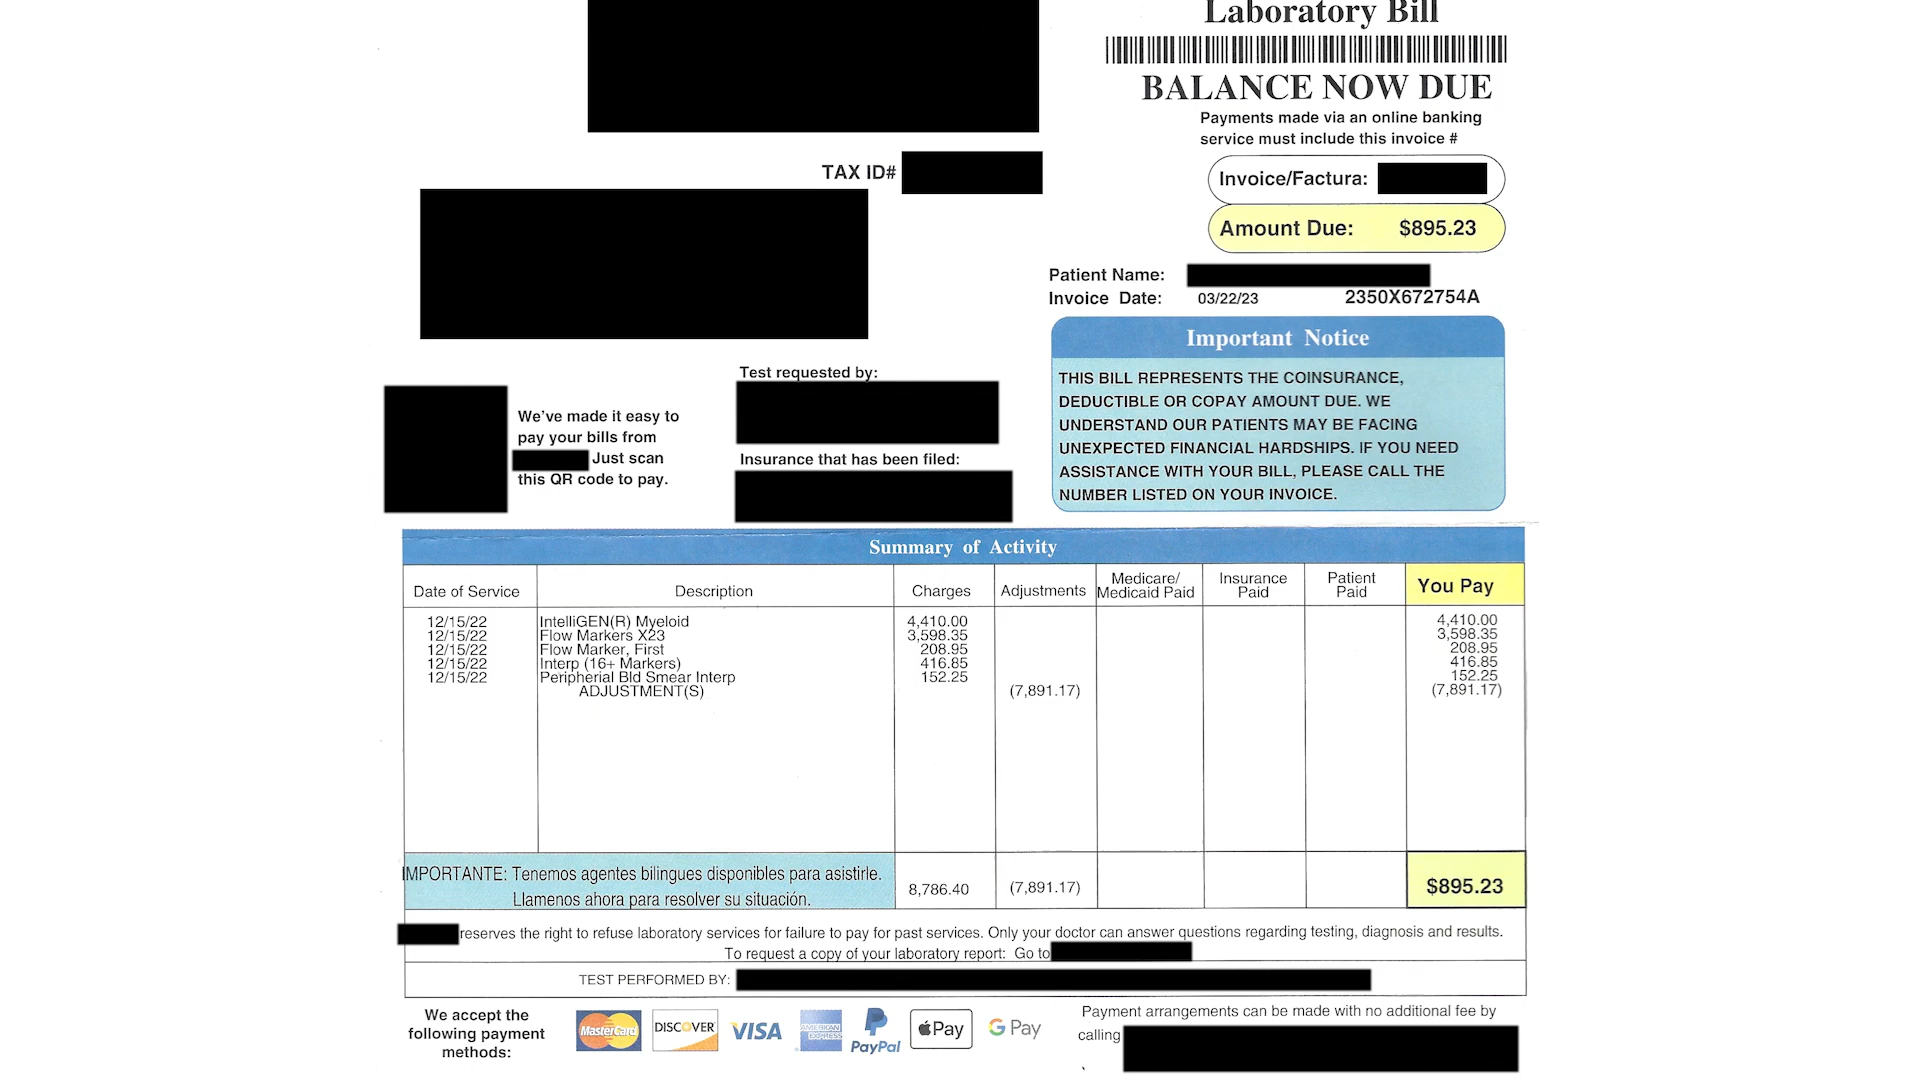 Laboratory Bill
BALANCE NOW DUE
Payments made via an online banking
service must include this invoice #
TAX ID#
Invoice/Factura:
Amount Due: $895.23
Patient Name:
Invoice Date: 03/22/23 2350X672754A
Important Notice
THIS BILL REPRESENTS THE COINSURANCE,
DEDUCTIBLE OR COPAY AMOUNT DUE. WE
UNDERSTAND OUR PATIENTS MAY BE FACING
UNEXPECTED FINANCIAL HARDSHIPS. IF YOU NEED
ASSISTANCE WITH YOUR BILL, PLEASE CALL THE
NUMBER LISTED ON YOUR INVOICE.
Test requested by:
We've made it easy to
pay your bills from
Just scan
this QR code to pay.
Insurance that has been filed:
Summary of Activity
Date of Service Description Charges Adjustments Medicare/ Medicaid Paid Insurance Paid Patient Paid You Pay
12/15/22 IntelliGEN(R) Myeloid 4,410.00 4,410.00
12/15/22 Flow Markers X23 3,598.35 3,598.35
12/15/22 Flow Marker, First 208.95 208.95
12/15/22 Interp (16+ Markers) 416.85 416.85
12/15/22 Peripherial Bld Smear Interp 152.25 152.25
ADJUSTMENT(S) (7,891.17) (7,891.17)
IMPORTANTE: Tenemos agentes bilingues disponibles para asistirle.
Llamenos ahora para resolver su situación.
8,786.40 (7,891.17) $895.23
reserves the right to refuse laboratory services for failure to pay for past services. Only your doctor can answer questions regarding testing, diagnosis and results.
To request a copy of your laboratory report: Go to
TEST PERFORMED BY:
We accept the
following payment
methods:
MasterCard DISCOVER VISA AMERICAN EXPRESS PayPal Pay G Pay
Payment arrangements can be made with no additional fee by
calling